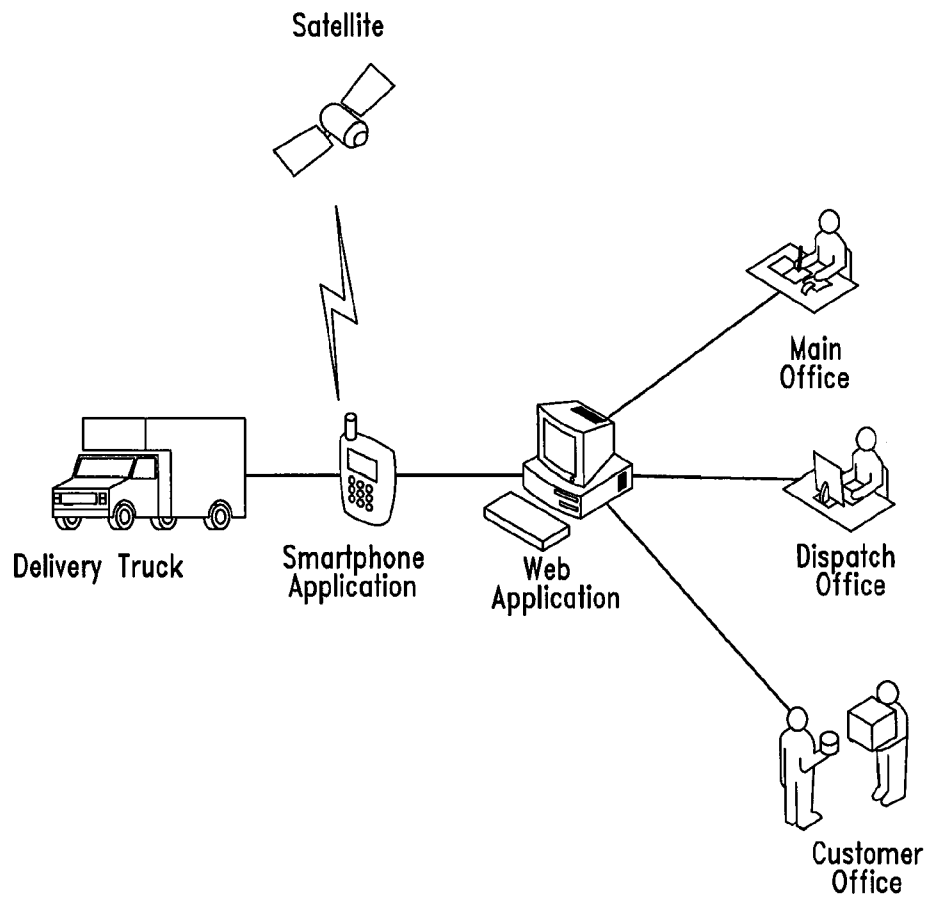 Satellite
Main
Office
Delivery Truck
Smartphone
Application
Web
Application
Dispatch
Office
Customer
Office